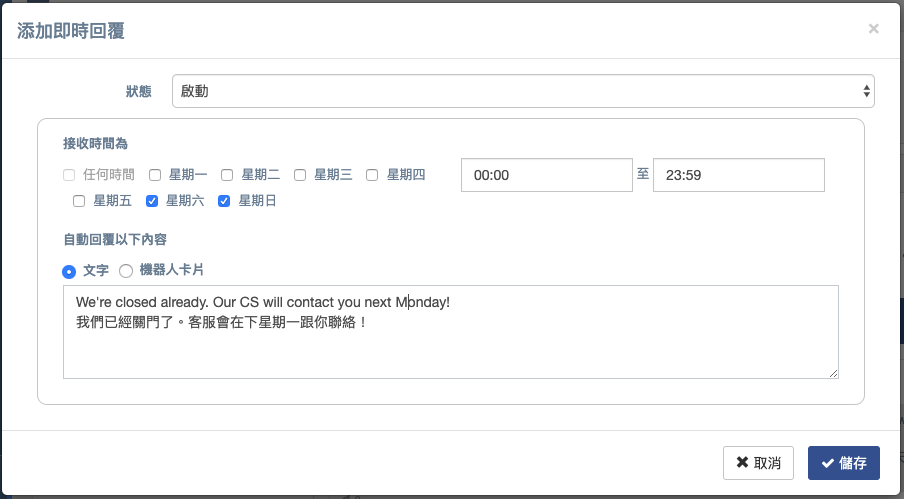 添加即時回覆
×
狀態
啟動
接收時間為
任何時間 星期一 星期二 星期三 星期四
00:00 至 23:59
星期五 星期六 星期日
自動回覆以下內容
文字 機器人卡片
We're closed already. Our CS will contact you next Monday!
我們已經關門了。客服會在下星期一跟你聯絡！
取消 儲存